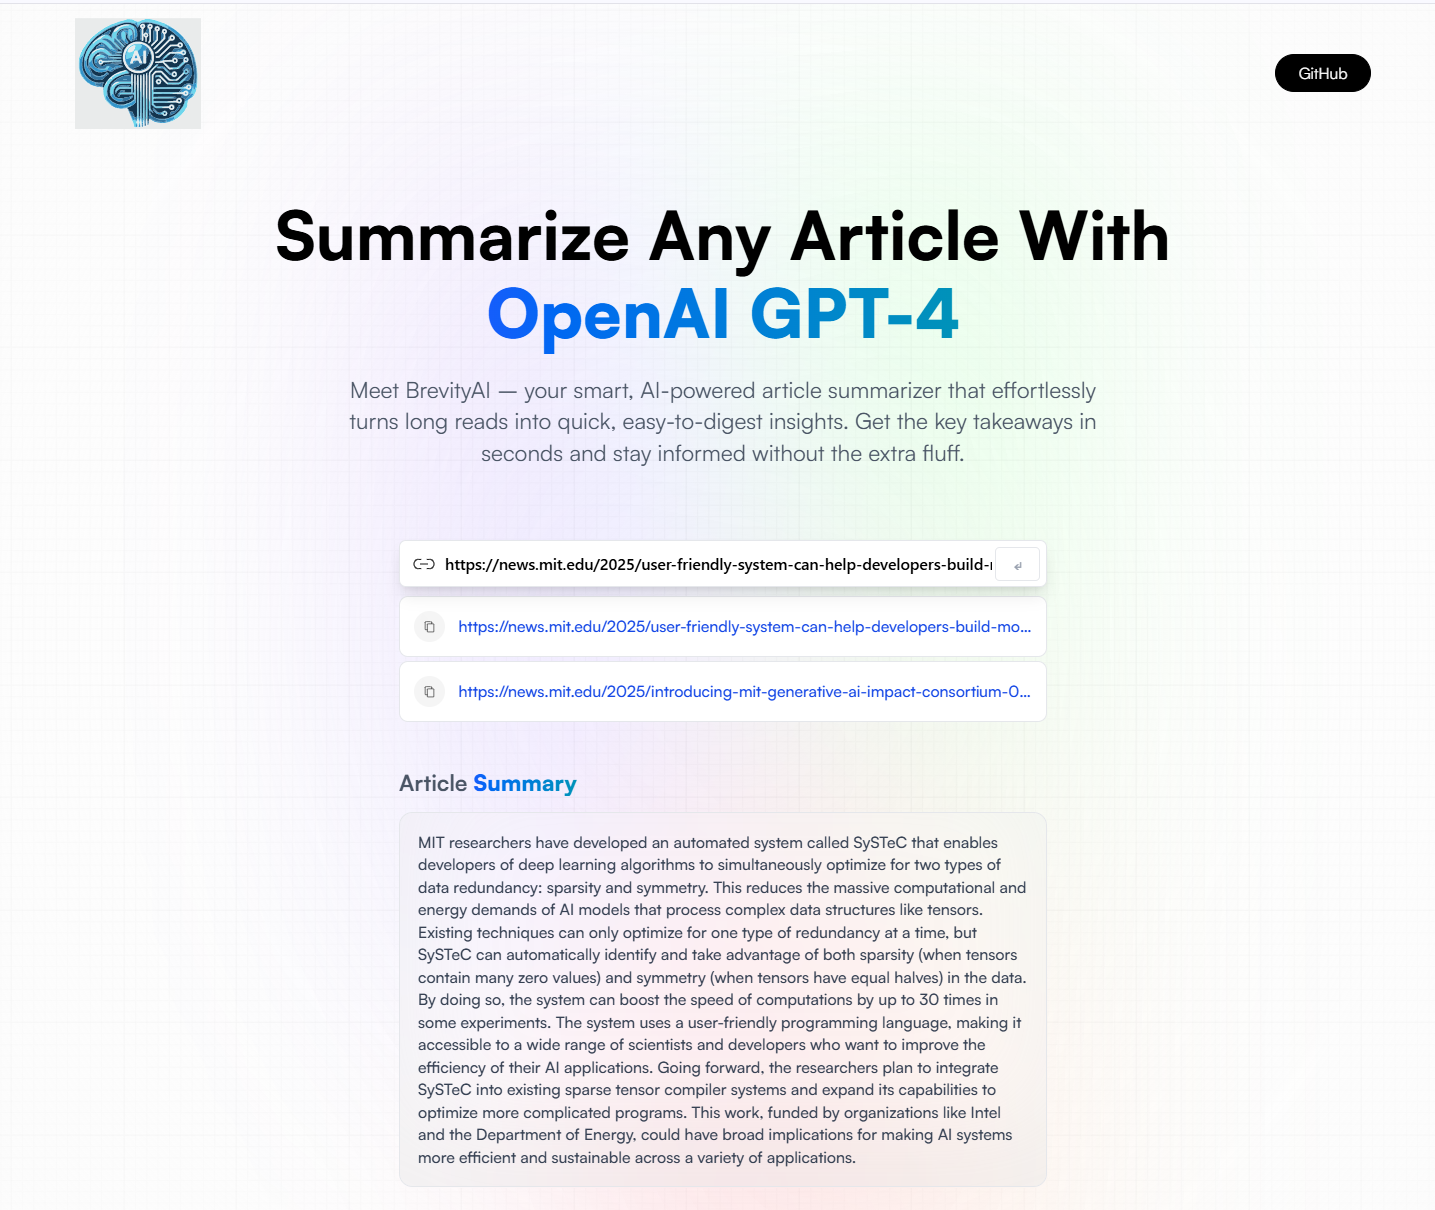 AI
GitHub
Summarize Any Article With
OpenAI GPT-4
Meet BrevityAI — your smart, AI-powered article summarizer that effortlessly
turns long reads into quick, easy-to-digest insights. Get the key takeaways in
seconds and stay informed without the extra fluff.
https://news.mit.edu/2025/user-friendly-system-can-help-developers-build-
https://news.mit.edu/2025/user-friendly-system-can-help-developers-build-mo...
https://news.mit.edu/2025/introducing-mit-generative-ai-impact-consortium-0...
Article Summary
MIT researchers have developed an automated system called SySTeC that enables
developers of deep learning algorithms to simultaneously optimize for two types of
data redundancy: sparsity and symmetry. This reduces the massive computational and
energy demands of AI models that process complex data structures like tensors.
Existing techniques can only optimize for one type of redundancy at a time, but
SySTeC can automatically identify and take advantage of both sparsity (when tensors
contain many zero values) and symmetry (when tensors have equal halves) in the data.
By doing so, the system can boost the speed of computations by up to 30 times in
some experiments. The system uses a user-friendly programming language, making it
accessible to a wide range of scientists and developers who want to improve the
efficiency of their AI applications. Going forward, the researchers plan to integrate
SySTeC into existing sparse tensor compiler systems and expand its capabilities to
optimize more complicated programs. This work, funded by organizations like Intel
and the Department of Energy, could have broad implications for making AI systems
more efficient and sustainable across a variety of applications.